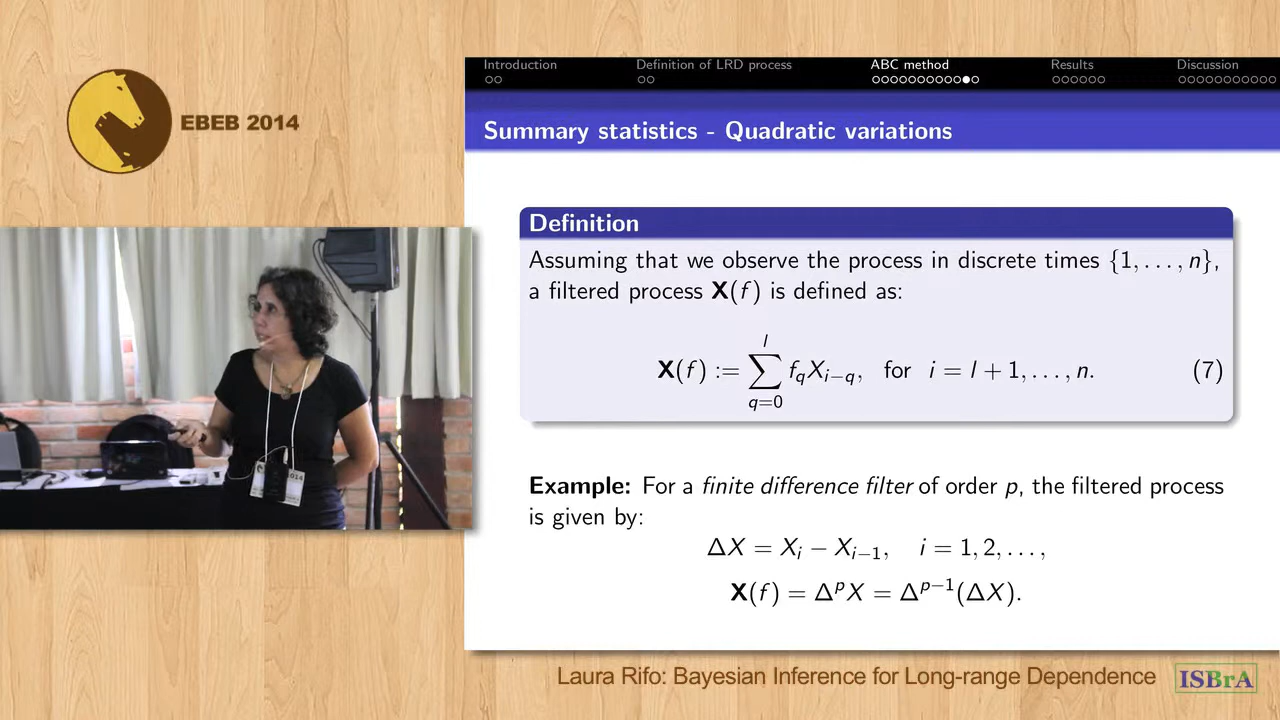 EBEB 2014
Introduction
Definition of LRD process
ABC method
Results
Discussion
Summary statistics - Quadratic variations
Definition
Assuming that we observe the process in discrete times {1, . . . , n},
a filtered process X(f) is defined as:
X(f) := ∑_{q=0}^{l} f_q X_{i−q}, for i = l + 1, . . . , n. (7)
Example: For a finite difference filter of order p, the filtered process
is given by:
ΔX = X_i − X_{i−1}, i = 1, 2, . . . ,
X(f) = Δ^p X = Δ^{p−1}(ΔX).
Laura Rifo: Bayesian Inference for Long-range Dependence
ISBrA